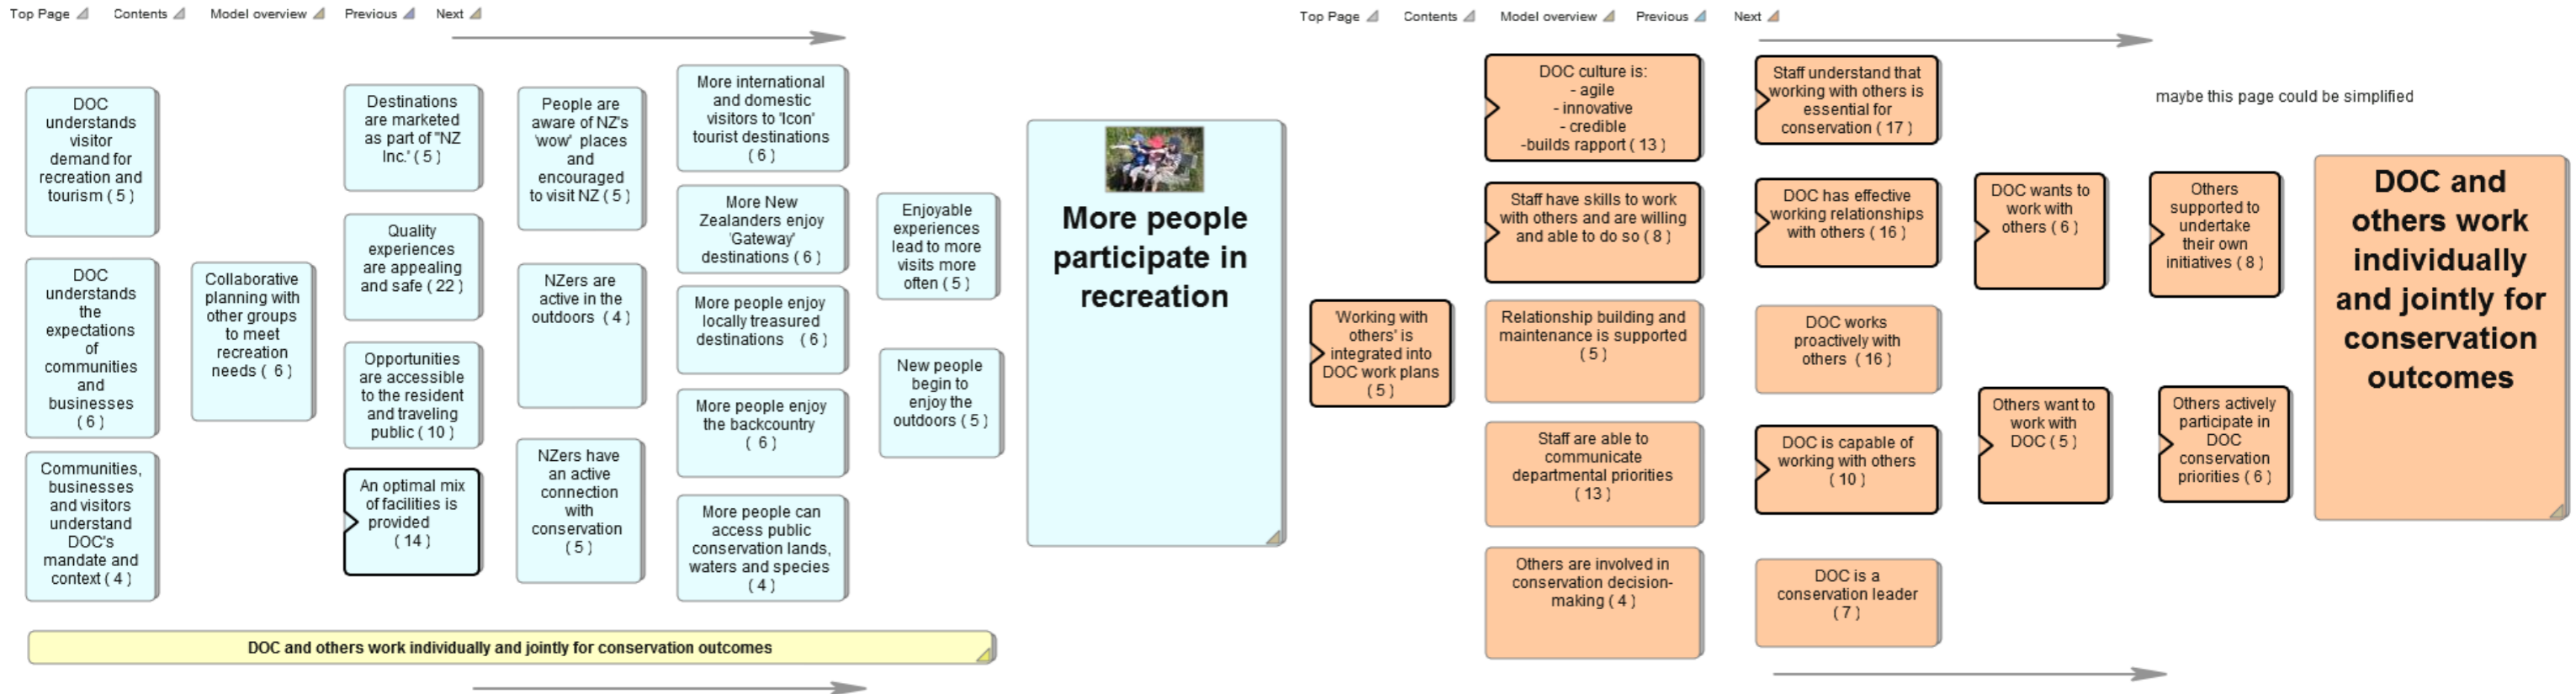 Top Page
Contents
Model overview
Previous
Next
DOC
understands
visitor
demand for
recreation and
tourism ( 5 )
DOC
understands
the
expectations
of
communities
and
businesses
( 6 )
Communities,
businesses
and visitors
understand
DOC's
mandate and
context ( 4 )
Collaborative
planning with
other groups
to meet
recreation
needs ( 6 )
Destinations
are marketed
as part of "NZ
Inc.' ( 5 )
Quality
experiences
are appealing
and safe ( 22 )
Opportunities
are accessible
to the resident
and traveling
public ( 10 )
An optimal mix
of facilities is
provided
( 14 )
People are
aware of NZ's
'wow' places
and
encouraged
to visit NZ ( 5 )
NZers are
active in the
outdoors ( 4 )
NZers have
an active
connection
with
conservation
( 5 )
More international
and domestic
visitors to 'Icon'
tourist destinations
( 6 )
More New
Zealanders enjoy
'Gateway'
destinations ( 6 )
More people enjoy
locally treasured
destinations ( 6 )
More people enjoy
the backcountry
( 6 )
More people can
access public
conservation lands,
waters and species
( 4 )
Enjoyable
experiences
lead to more
visits more
often ( 5 )
New people
begin to
enjoy the
outdoors ( 5 )
More people
participate in
recreation
DOC and others work individually and jointly for conservation outcomes
Top Page
Contents
Model overview
Previous
Next
'Working with
others' is
integrated into
DOC work plans
( 5 )
DOC culture is:
- agile
- innovative
- credible
-builds rapport ( 13 )
Staff have skills to work
with others and are willing
and able to do so ( 8 )
Relationship building and
maintenance is supported
( 5 )
Staff are able to
communicate
departmental priorities
( 13 )
Others are involved in
conservation decision-
making ( 4 )
Staff understand that
working with others is
essential for
conservation ( 17 )
DOC has effective
working relationships
with others ( 16 )
DOC works
proactively with
others ( 16 )
DOC is capable of
working with others
( 10 )
DOC is a
conservation leader
( 7 )
DOC wants to
work with
others ( 6 )
Others want to
work with
DOC ( 5 )
maybe this page could be simplified
Others
supported to
undertake
their own
initiatives ( 8 )
Others actively
participate in
DOC
conservation
priorities ( 6 )
DOC and
others work
individually
and jointly for
conservation
outcomes